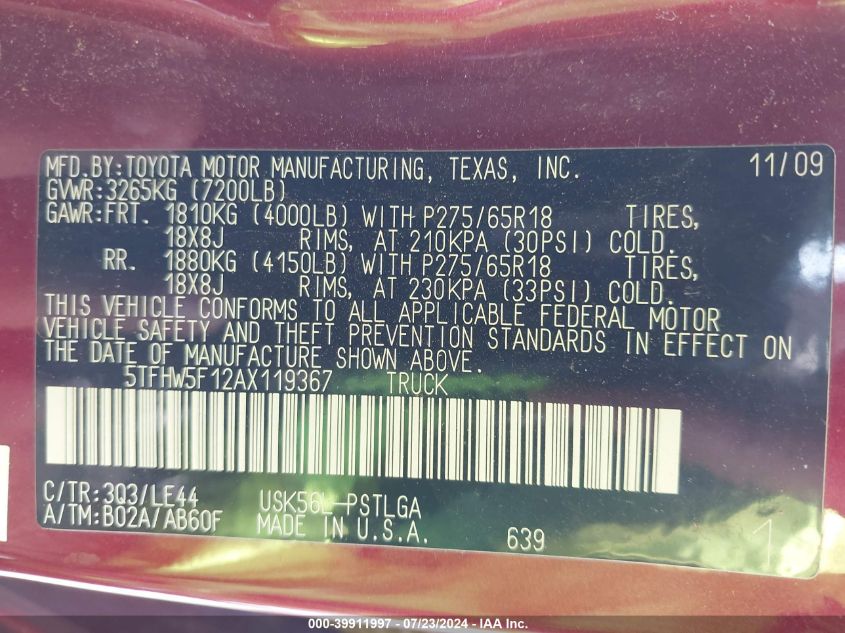 MFD.BY:TOYOTA MOTOR MANUFACTURING, TEXAS, INC. 11/09
GVWR:3265KG (7200LB)
GAWR:FRT. 1810KG (4000LB) WITH P275/65R18 TIRES,
18X8J RIMS, AT 210KPA (30PSI) COLD.
RR. 1880KG (4150LB) WITH P275/65R18 TIRES,
18X8J RIMS, AT 230KPA (33PSI) COLD.
THIS VEHICLE CONFORMS TO ALL APPLICABLE FEDERAL MOTOR
VEHICLE SAFETY AND THEFT PREVENTION STANDARDS IN EFFECT ON
THE DATE OF MANUFACTURE SHOWN ABOVE.
5TFHW5F12AX119367 TRUCK
C/TR:3Q3/LE44 USK56L-PSTLGA
A/TM:B02A/AB60F MADE IN U.S.A. 639 1
000-39911997 / 07/23/2024 - IAA Inc.